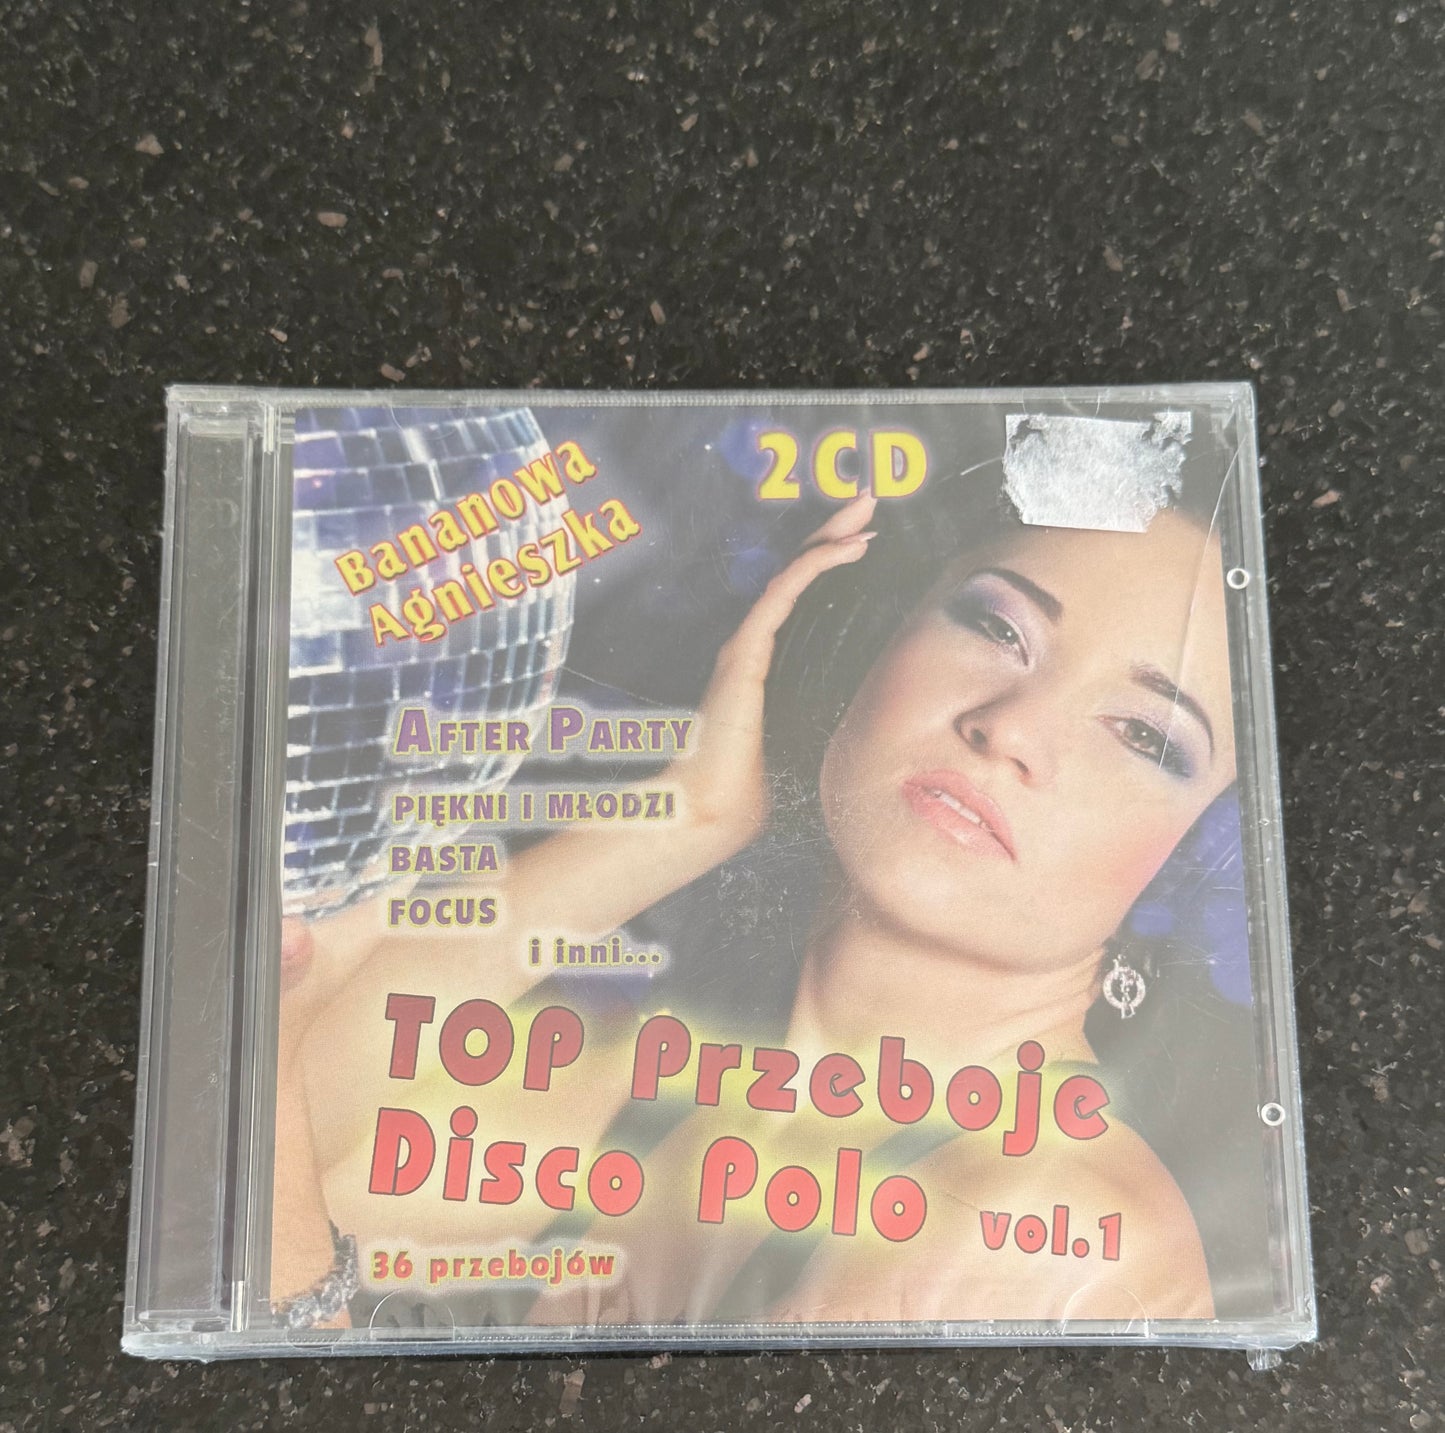 2CD
Bananowa
Agnieszka
AFTER PARTY
PIĘKNI I MŁODZI
BASTA
FOCUS
i inni...
TOP Przeboje
Disco Polo vol.1
36 przebojów